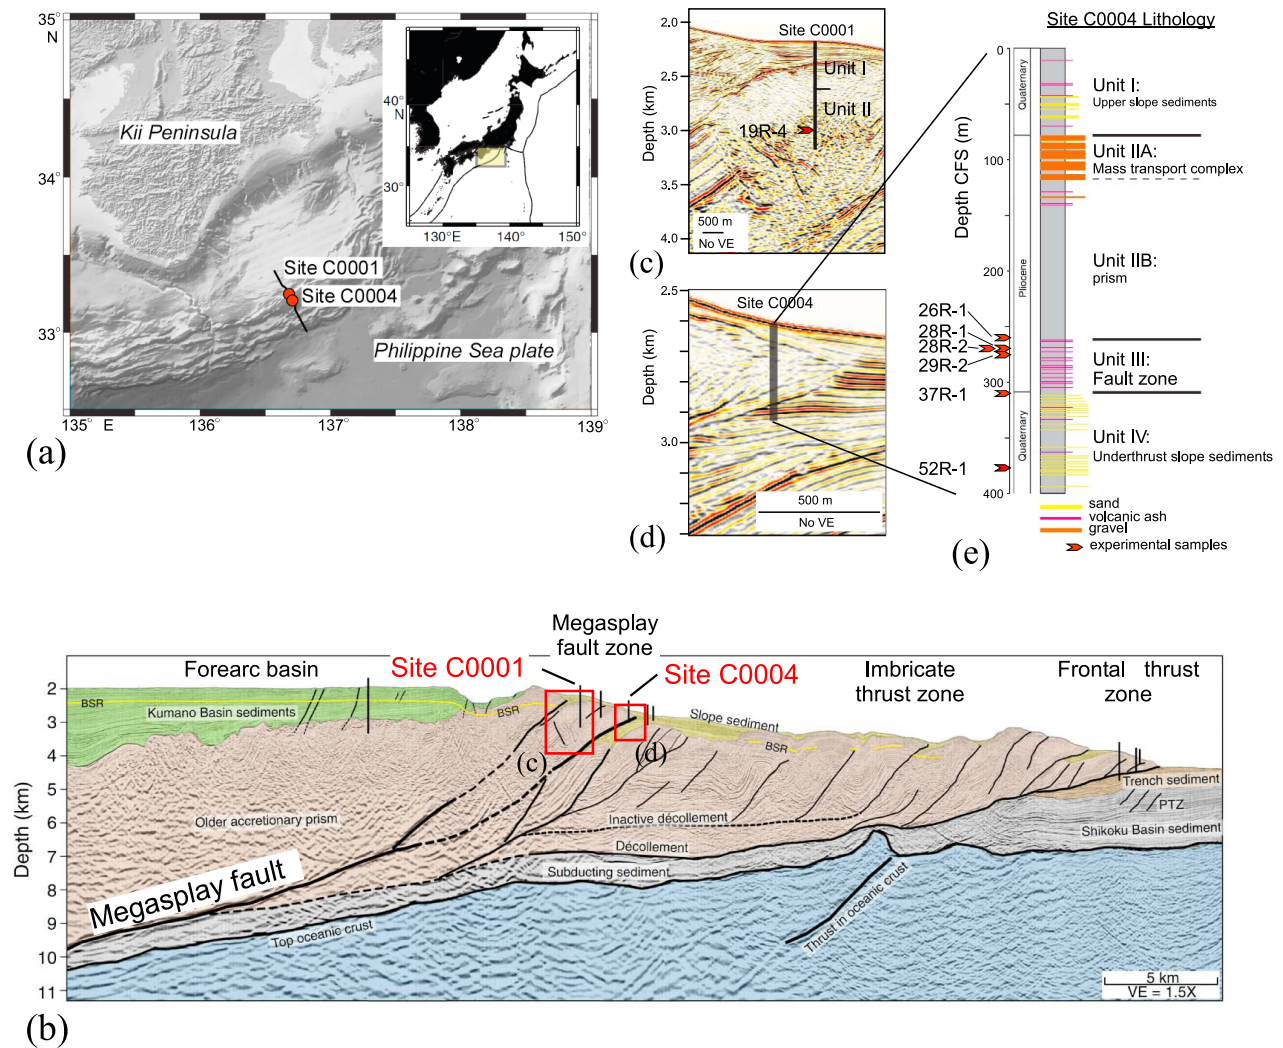 35°
N
34°
33°
135° E
136°
137°
138°
139°
Kii Peninsula
Site C0001
Site C0004
Philippine Sea plate
40°
N
30°
130°E
140°
150°
(a)
2.0
2.5
3.0
3.5
4.0
Depth (km)
Site C0001
Unit I
Unit II
19R-4
500 m
No VE
(c)
2.5
3.0
Depth (km)
Site C0004
500 m
No VE
(d)
Site C0004 Lithology
0
100
200
300
400
Depth CFS (m)
Quaternary
Pliocene
Quaternary
Unit I:
Upper slope sediments
Unit IIA:
Mass transport complex
Unit IIB:
prism
Unit III:
Fault zone
Unit IV:
Underthrust slope sediments
26R-1
28R-1
28R-2
29R-2
37R-1
52R-1
sand
volcanic ash
gravel
experimental samples
(e)
Megasplay
fault zone
Forearc basin
Site C0001
Site C0004
Imbricate
thrust zone
Frontal thrust
zone
2
3
4
5
6
7
8
9
10
11
Depth (km)
BSR
Kumano Basin sediments
BSR
Slope sediment
BSR
(c)
(d)
Trench sediment
PTZ
Shikoku Basin sediment
Older accretionary prism
Inactive décollement
Décollement
Subducting sediment
Megasplay fault
Top oceanic crust
Thrust in oceanic crust
5 km
VE = 1.5X
(b)